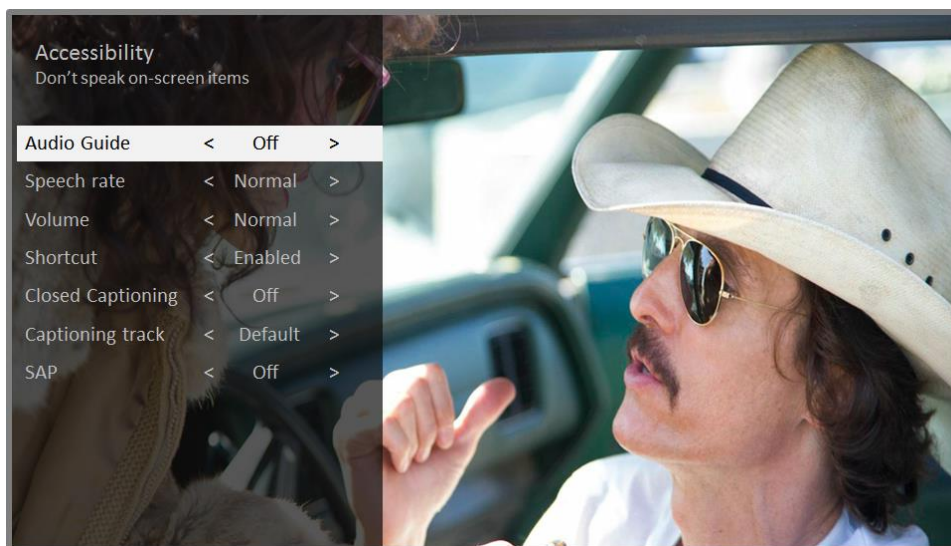 Accessibility
Don't speak on-screen items
Audio Guide < Off >
Speech rate < Normal >
Volume < Normal >
Shortcut < Enabled >
Closed Captioning < Off >
Captioning track < Default >
SAP < Off >